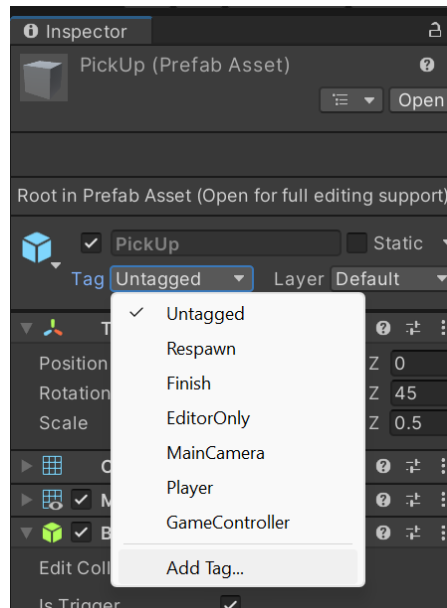 Inspector
PickUp (Prefab Asset)
Open
Root in Prefab Asset (Open for full editing support)
PickUp
Static
Tag Untagged Layer Default
Untagged
Respawn
Finish
EditorOnly
MainCamera
Player
GameController
Add Tag...
T
Position Z 0
Rotation Z 45
Scale Z 0.5
C
M
B
Edit Coll
Is Trigger